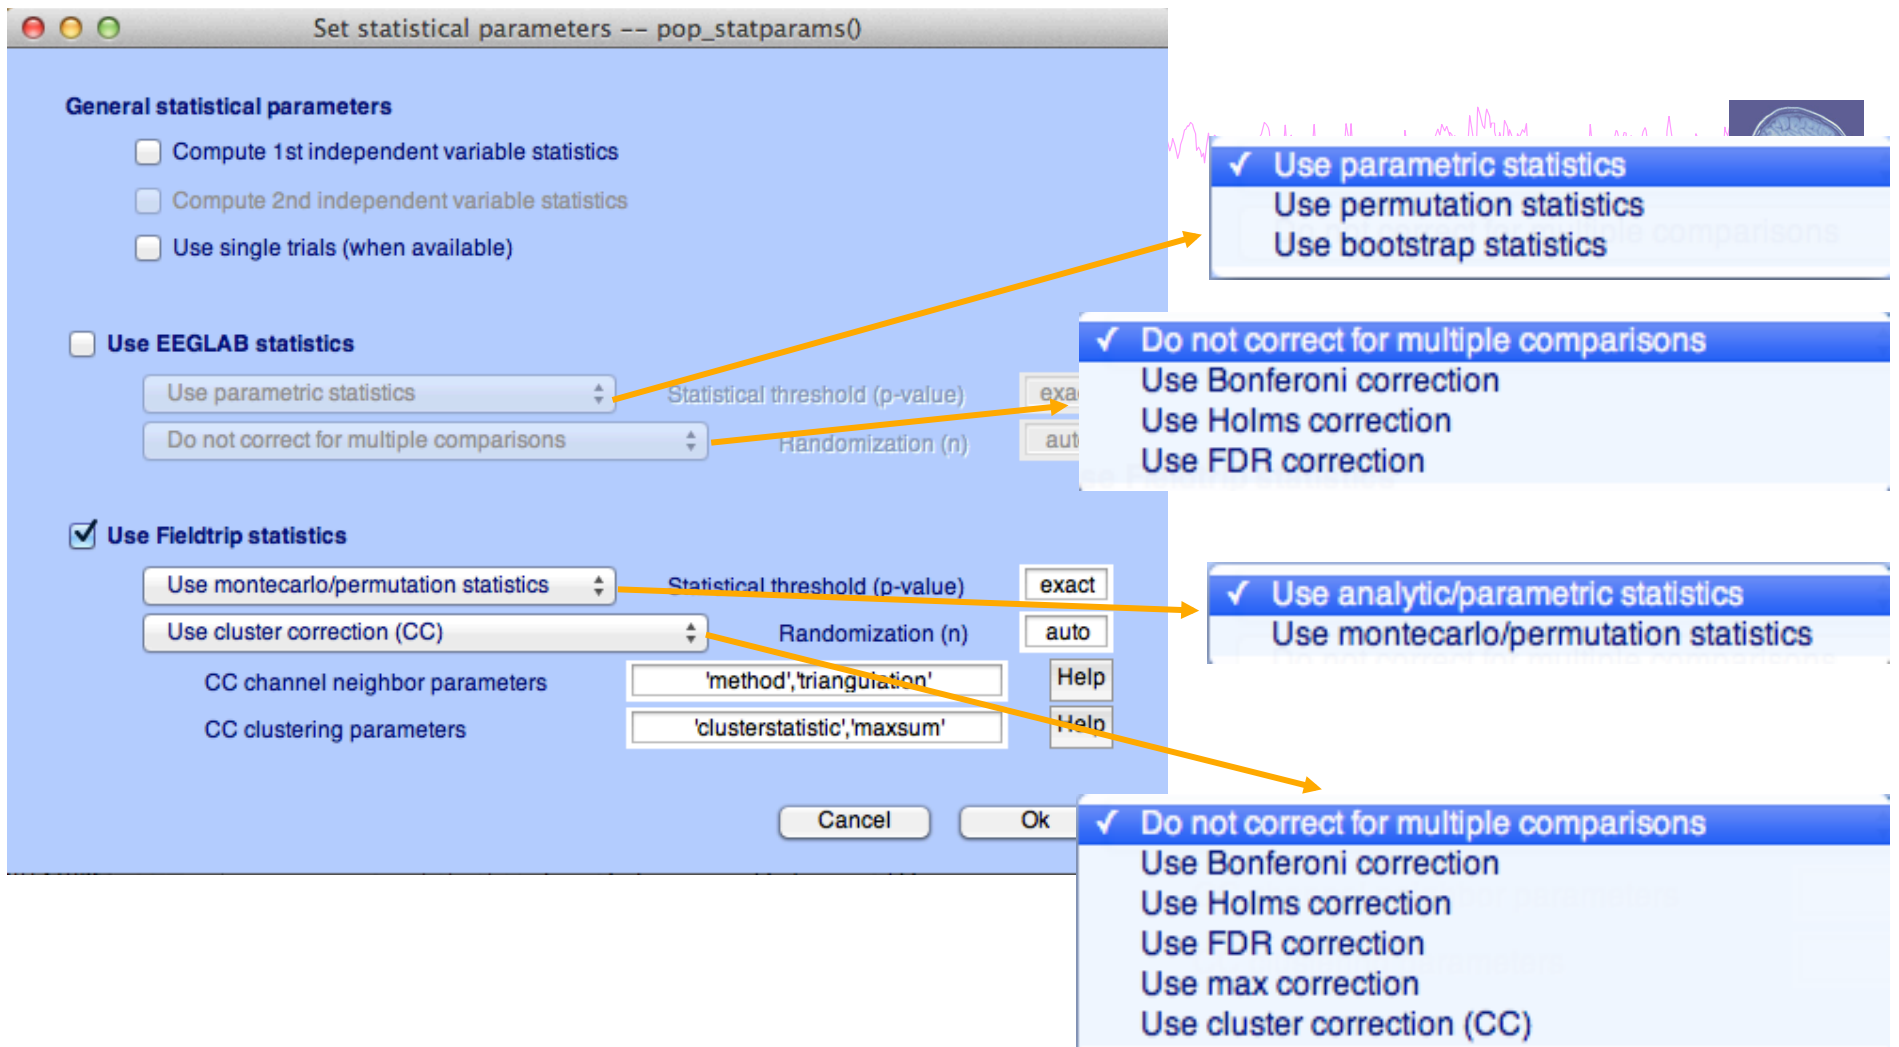 Set statistical parameters -- pop_statparams()
General statistical parameters
Compute 1st independent variable statistics
Compute 2nd independent variable statistics
Use single trials (when available)
Use EEGLAB statistics
Use parametric statistics
Statistical threshold (p-value)
Do not correct for multiple comparisons
Randomization (n)
Use Fieldtrip statistics
Use montecarlo/permutation statistics
Statistical threshold (p-value)
exact
Use cluster correction (CC)
Randomization (n)
auto
CC channel neighbor parameters
'method','triangulation'
Help
CC clustering parameters
'clusterstatistic','maxsum'
Help
Cancel
Ok
✓ Use parametric statistics
Use permutation statistics
Use bootstrap statistics
✓ Do not correct for multiple comparisons
Use Bonferoni correction
Use Holms correction
Use FDR correction
✓ Use analytic/parametric statistics
Use montecarlo/permutation statistics
✓ Do not correct for multiple comparisons
Use Bonferoni correction
Use Holms correction
Use FDR correction
Use max correction
Use cluster correction (CC)